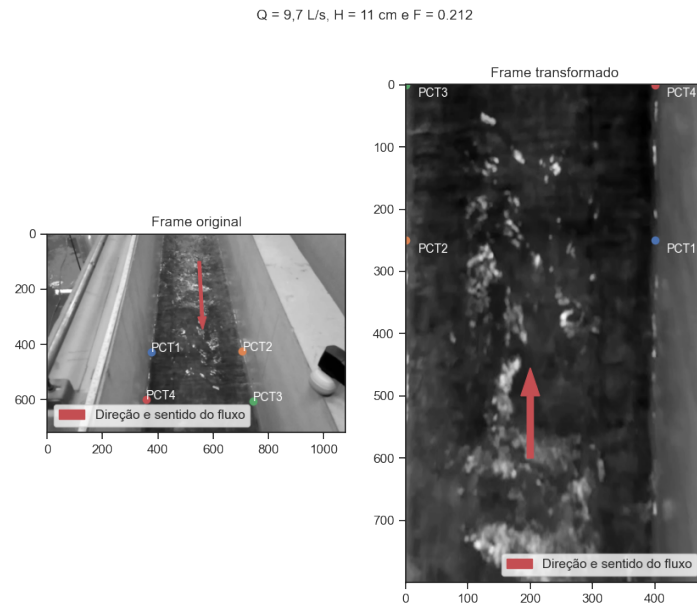 Q = 9,7 L/s, H = 11 cm e F = 0.212
Frame original
0
200
400
600
0
200
400
600
800
1000
PCT1
PCT2
PCT4
PCT3
Direção e sentido do fluxo
Frame transformado
0
100
200
300
400
500
600
700
0
100
200
300
400
PCT3
PCT4
PCT2
PCT1
Direção e sentido do fluxo